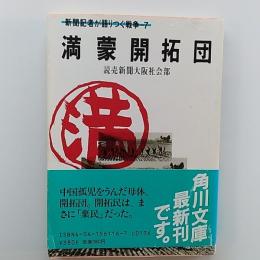 新聞記者が語りつぐ戦争-7
満蒙開拓団
読売新聞大阪社会部
満
中国孤児をうんだ母体、
開拓団。開拓民は、ま
さに「棄民」だった。
角川文庫
最新刊
です。